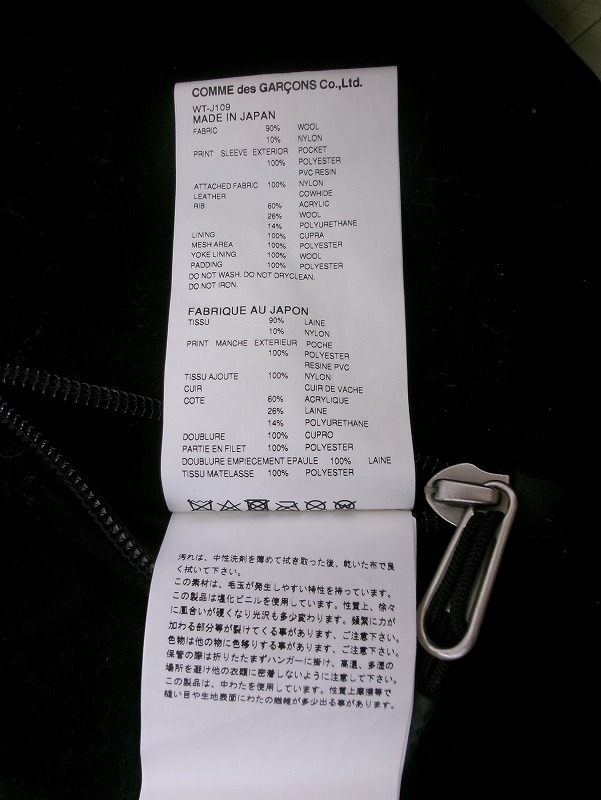 COMME des GARÇONS Co.,Ltd.
WT-J109
MADE IN JAPAN
FABRIC 90% WOOL
10% NYLON
PRINT SLEEVE EXTERIOR POCKET
100% POLYESTER
PVC RESIN
ATTACHED FABRIC 100% NYLON
LEATHER COWHIDE
RIB 60% ACRYLIC
26% WOOL
14% POLYURETHANE
LINING 100% CUPRA
MESH AREA 100% POLYESTER
YOKE LINING 100% WOOL
PADDING 100% POLYESTER
DO NOT WASH. DO NOT DRYCLEAN.
DO NOT IRON.
FABRIQUE AU JAPON
TISSU 90% LAINE
10% NYLON
PRINT MANCHE EXTERIEUR POCHE
100% POLYESTER
RESINE PVC
TISSU AJOUTE 100% NYLON
CUIR CUIR DE VACHE
COTE 60% ACRYLIQUE
26% LAINE
14% POLYURETHANE
DOUBLURE 100% CUPRO
PARTIE EN FILET 100% POLYESTER
DOUBLURE EMPIECEMENT EPAULE 100% LAINE
TISSU MATELASSE 100% POLYESTER
汚れは、中性洗剤を薄めて拭き取った後、乾いた布で良
く拭いて下さい。
この素材は、毛玉が発生しやすい特性を持っています。
この製品は塩化ビニルを使用しています。性質上、徐々
に風合いが硬くなり光沢も多少変わります。頻繁に力が
加わる部分等が裂けてくる事があります、ご注意下さい。
色物は他の物に色移りする事があります、ご注意下さい。
保管の際は折りたたまずハンガーに掛け、高温、多湿の
場所を避け他の衣類に密着しないように注意して下さい。
この製品は、中わたを使用しています。性質上摩擦等で
縫い目や生地表面にわたの繊維が多少出る事があります。